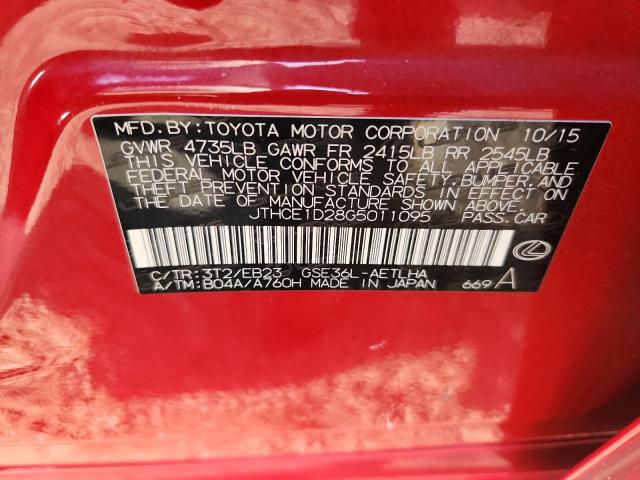 MFD.BY:TOYOTA MOTOR CORPORATION 10/15
GVWR 4735LB GAWR FR 2415LB RR 2545LB
THIS VEHICLE CONFORMS TO ALL APPLICABLE
FEDERAL MOTOR VEHICLE SAFETY,BUMPER,AND
THEFT PREVENTION STANDARDS IN EFFECT ON
THE DATE OF MANUFACTURE SHOWN ABOVE.
JTHCE1D28G5011095 PASS.CAR
C/TR:3T2/EB23 GSE36L-AETLHA
A/TM:B04A/A760H MADE IN JAPAN 669 A